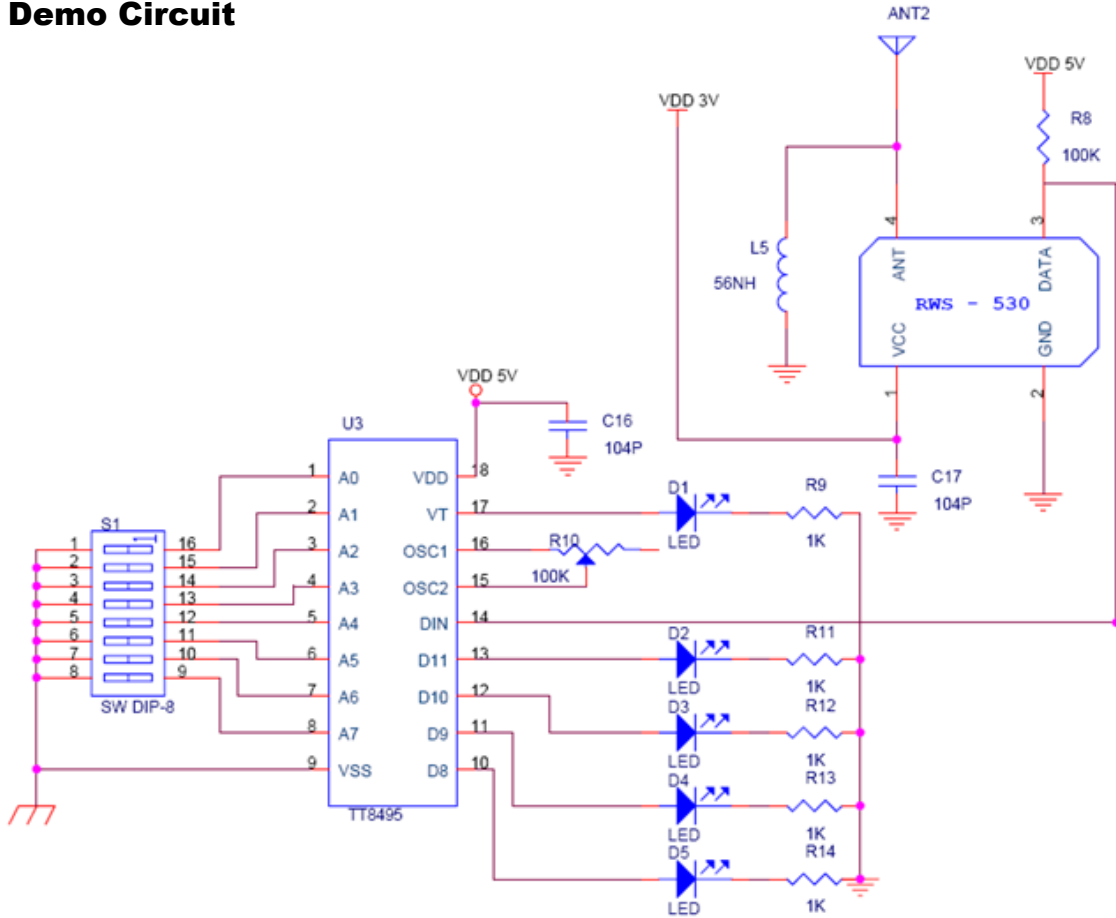 Demo Circuit
ANT2
VDD 5V
VDD 3V
R8
100K
4
3
L5
56NH
ANT
DATA
RWS - 530
VCC
GND
1
2
VDD 5V
U3
C16
104P
C17
104P
1 A0 VDD 18
2 A1 VT 17
3 A2 OSC1 16
4 A3 OSC2 15
5 A4 DIN 14
6 A5 D11 13
7 A6 D10 12
8 A7 D9 11
9 VSS D8 10
TT8495
S1
1 16
2 15
3 14
4 13
5 12
6 11
7 10
8 9
SW DIP-8
D1
LED
R9
1K
R10
100K
D2
LED
R11
1K
D3
LED
R12
1K
D4
LED
R13
1K
D5
LED
R14
1K